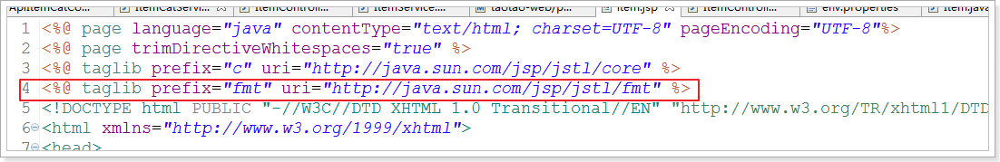 ItemCatServi... ItemControll... ItemService.... taotao-web/p... item.jsp ItemControll... env.properties Item.java
1 <%@ page language="java" contentType="text/html; charset=UTF-8" pageEncoding="UTF-8"%>
2 <%@ page trimDirectiveWhitespaces="true" %>
3 <%@ taglib prefix="c" uri="http://java.sun.com/jsp/jstl/core" %>
4 <%@ taglib prefix="fmt" uri="http://java.sun.com/jsp/jstl/fmt" %>
5 <!DOCTYPE html PUBLIC "-//W3C//DTD XHTML 1.0 Transitional//EN" "http://www.w3.org/TR/xhtml1/DTD
6 <html xmlns="http://www.w3.org/1999/xhtml">
7 <head>